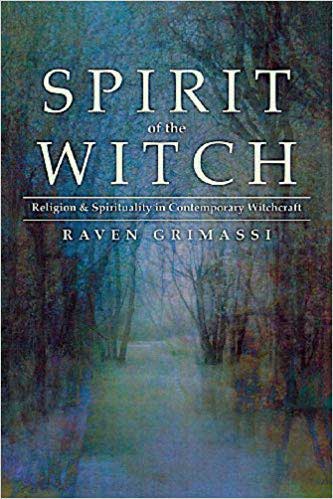 SPIRIT
of the
WITCH
Religion & Spirituality in Contemporary Witchcraft
RAVEN GRIMASSI